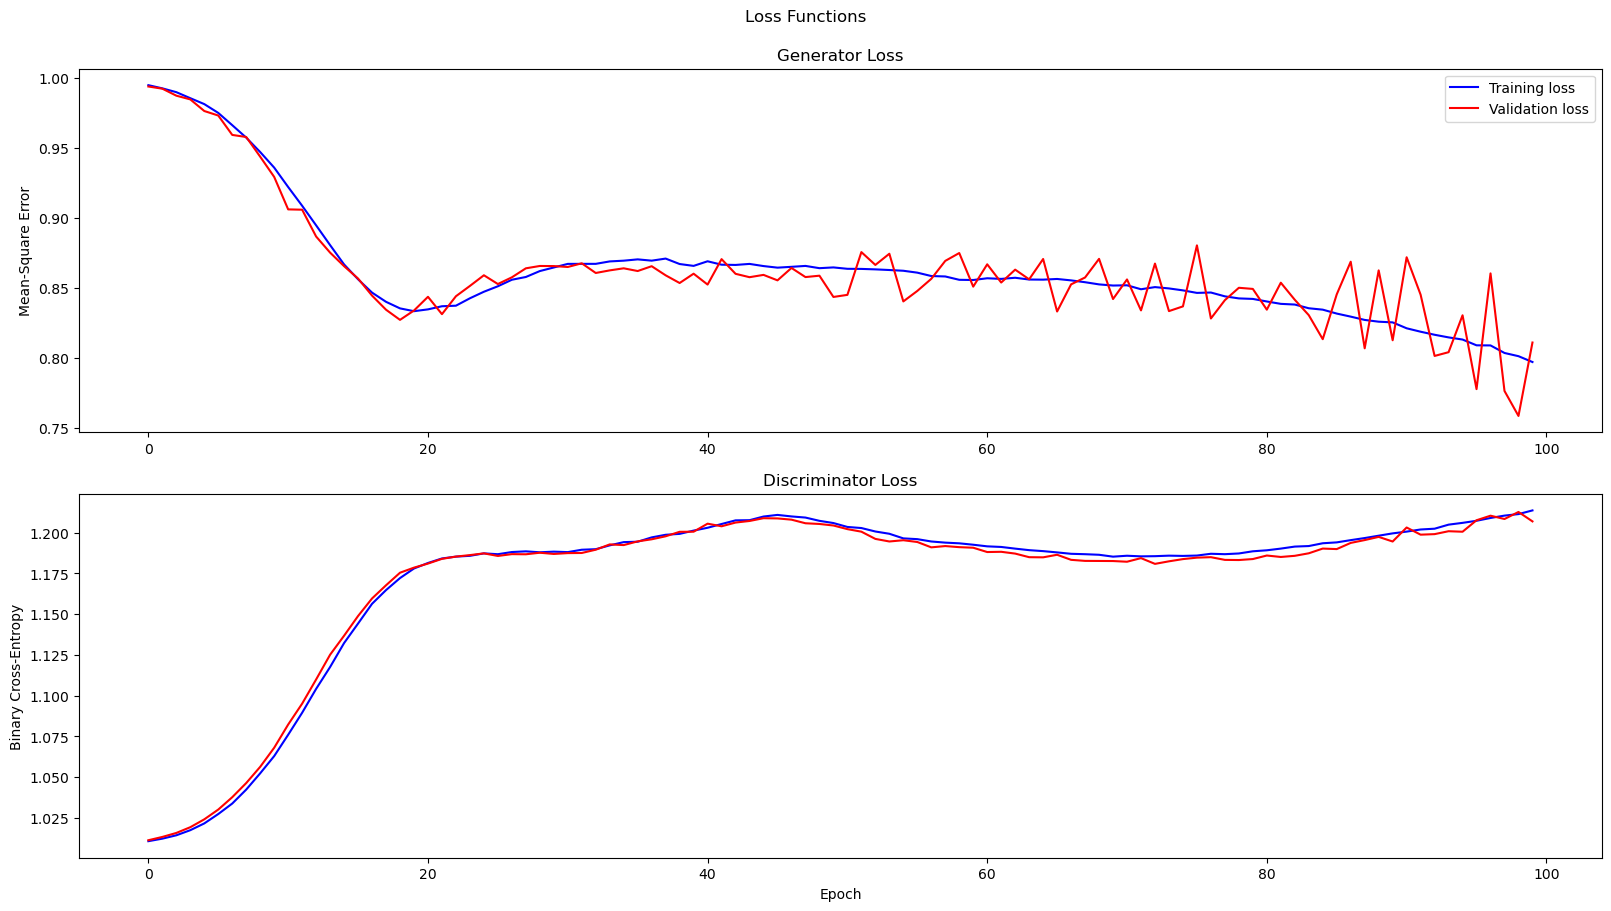 Loss Functions
Generator Loss
1.00
0.95
0.90
0.85
0.80
0.75
Mean-Square Error
Training loss
Validation loss
0 20 40 60 80 100
Discriminator Loss
1.200
1.175
1.150
1.125
1.100
1.075
1.050
1.025
Binary Cross-Entropy
0 20 40 60 80 100
Epoch